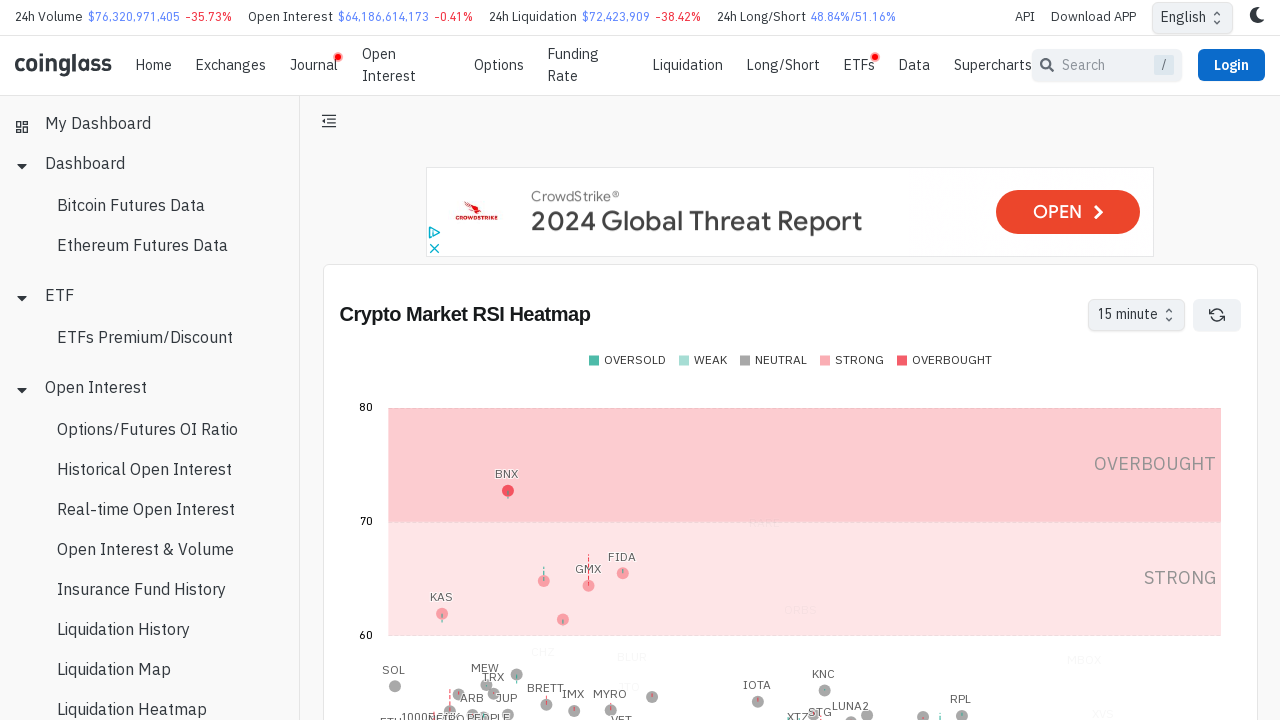 24h Volume $76,320,971,405 -35.73% Open Interest $64,186,614,173 -0.41% 24h Liquidation $72,423,909 -38.42% 24h Long/Short 48.84%/51.16% API Download APP English
coinglass Home Exchanges Journal Open Interest Options Funding Rate Liquidation Long/Short ETFs Data Supercharts Search / Login
My Dashboard
Dashboard
Bitcoin Futures Data
Ethereum Futures Data
ETF
ETFs Premium/Discount
Open Interest
Options/Futures OI Ratio
Historical Open Interest
Real-time Open Interest
Open Interest & Volume
Insurance Fund History
Liquidation History
Liquidation Map
Liquidation Heatmap
CROWDSTRIKE
CrowdStrike®
2024 Global Threat Report
OPEN
Crypto Market RSI Heatmap
15 minute
OVERSOLD WEAK NEUTRAL STRONG OVERBOUGHT
80
OVERBOUGHT
BNX
70
FIDA
GMX
STRONG
KAS
ORDI
60
CHZ
BLUR
MBOX
SOL
MEW
TRX
KNC
IOTA
BRETT
IMX
MYRO
ARB
JUP
RPL
LUNA2
STG
PEOPLE